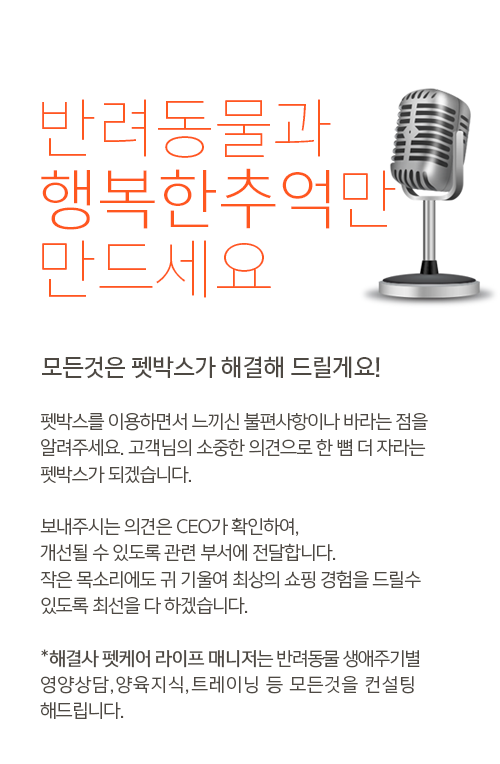 반려동물과
행복한추억만
만드세요
모든것은 펫박스가 해결해 드릴게요!
펫박스를 이용하면서 느끼신 불편사항이나 바라는 점을
알려주세요. 고객님의 소중한 의견으로 한 뼘 더 자라는
펫박스가 되겠습니다.
보내주시는 의견은 CEO가 확인하여,
개선될 수 있도록 관련 부서에 전달합니다.
작은 목소리에도 귀 기울여 최상의 쇼핑 경험을 드릴수
있도록 최선을 다 하겠습니다.
*해결사 펫케어 라이프 매니저는 반려동물 생애주기별
영양상담,양육지식,트레이닝 등 모든것을 컨설팅
해드립니다.